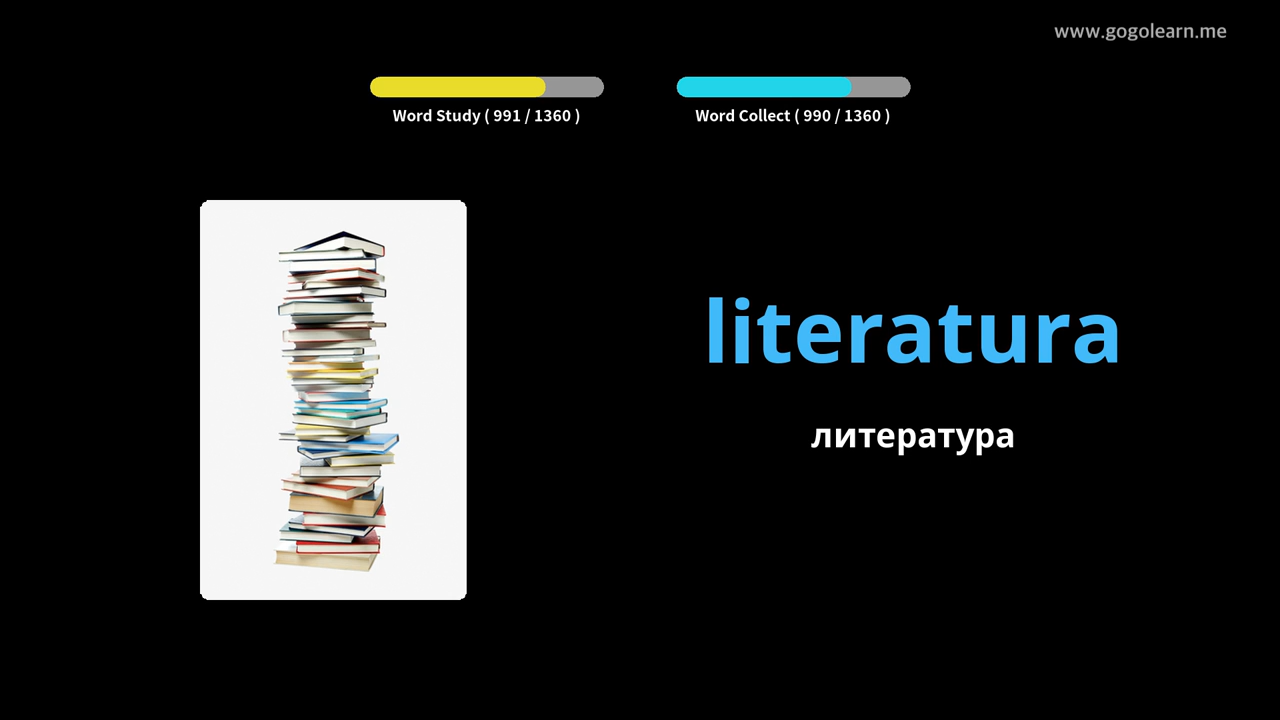 www.gogolearn.me
Word Study ( 991 / 1360 )
Word Collect ( 990 / 1360 )
literatura
литература